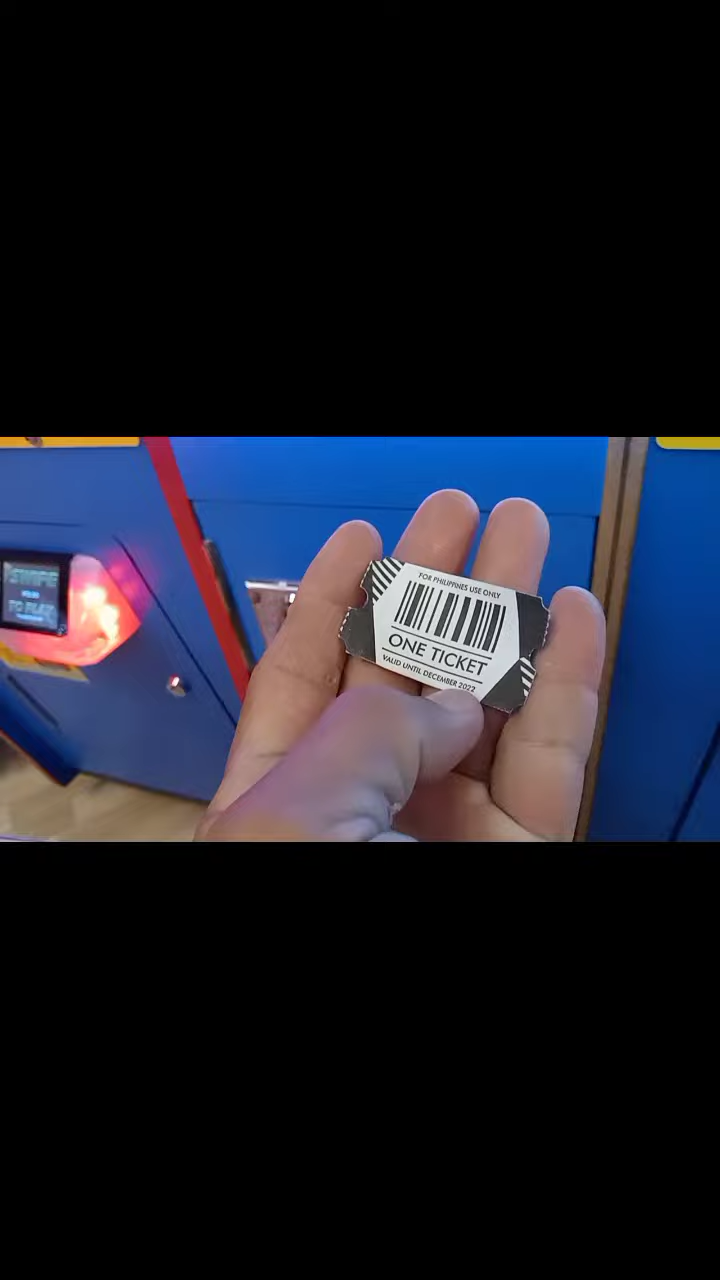 FOR PHILIPPINES USE ONLY
ONE TICKET
VALID UNTIL DECEMBER 2022
SWIPE
TO PLAY